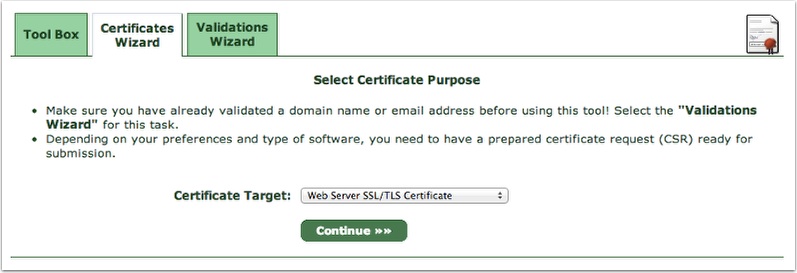 Tool Box
Certificates
Wizard
Validations
Wizard
Select Certificate Purpose
• Make sure you have already validated a domain name or email address before using this tool! Select the "Validations
Wizard" for this task.
• Depending on your preferences and type of software, you need to have a prepared certificate request (CSR) ready for
submission.
Certificate Target: Web Server SSL/TLS Certificate
Continue »»